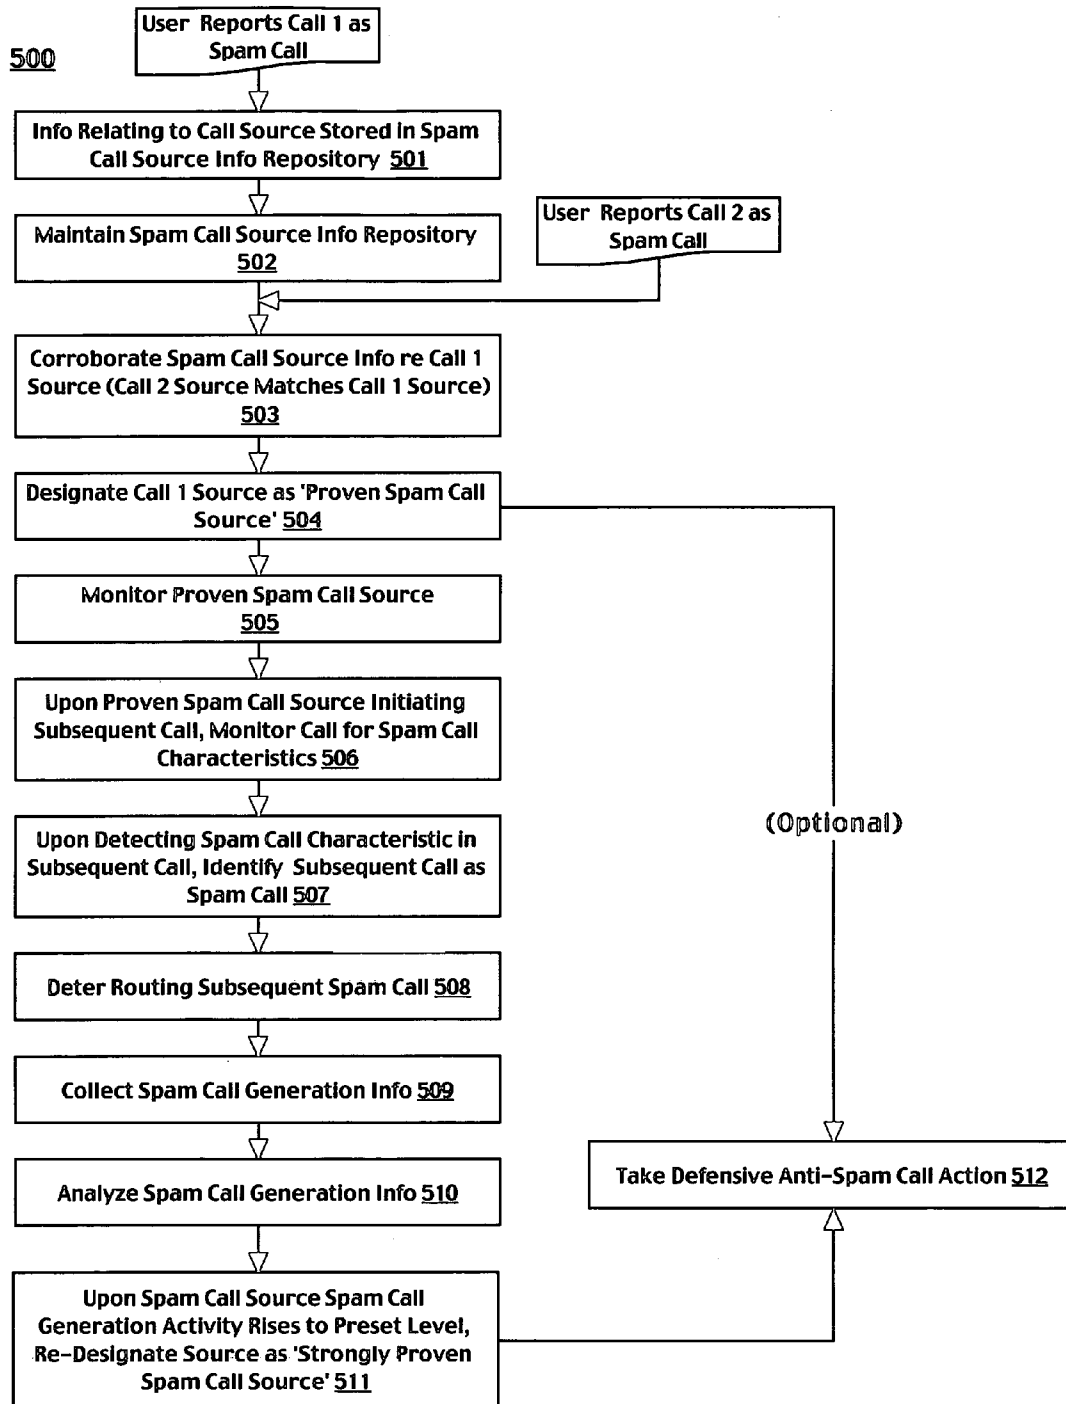 User Reports Call 1 as
Spam Call
500
Info Relating to Call Source Stored in Spam
Call Source Info Repository 501
Maintain Spam Call Source Info Repository
502
User Reports Call 2 as
Spam Call
Corroborate Spam Call Source Info re Call 1
Source (Call 2 Source Matches Call 1 Source)
503
Designate Call 1 Source as 'Proven Spam Call
Source' 504
Monitor Proven Spam Call Source
505
Upon Proven Spam Call Source Initiating
Subsequent Call, Monitor Call for Spam Call
Characteristics 506
(Optional)
Upon Detecting Spam Call Characteristic in
Subsequent Call, Identify Subsequent Call as
Spam Call 507
Deter Routing Subsequent Spam Call 508
Collect Spam Call Generation Info 509
Analyze Spam Call Generation Info 510
Take Defensive Anti-Spam Call Action 512
Upon Spam Call Source Spam Call
Generation Activity Rises to Preset Level,
Re-Designate Source as 'Strongly Proven
Spam Call Source' 511